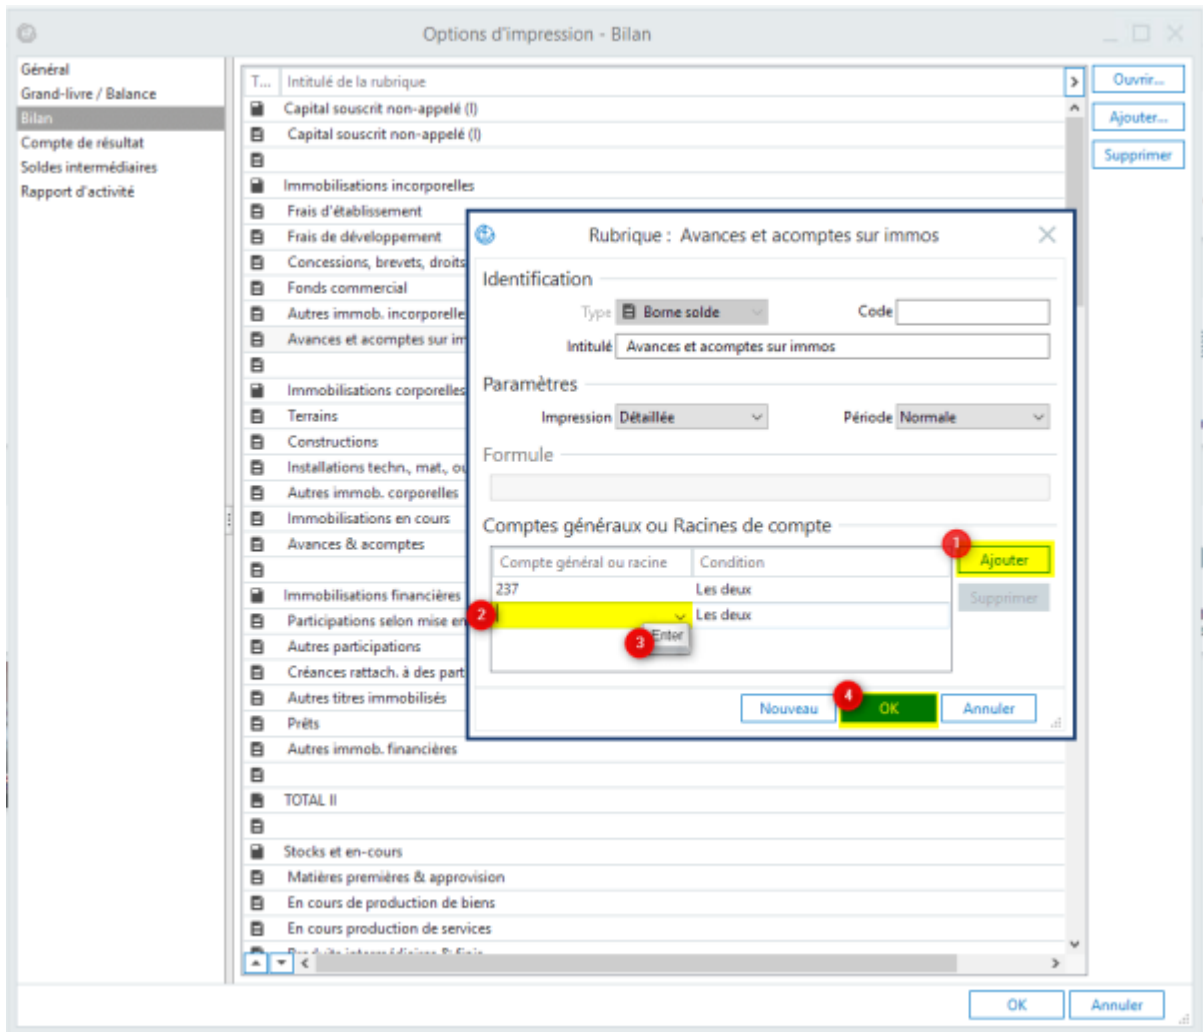 Options d'impression - Bilan
Général
Grand-livre / Balance
Bilan
Compte de résultat
Soldes intermédiaires
Rapport d'activité
T... Intitulé de la rubrique
Capital souscrit non-appelé (I)
Capital souscrit non-appelé (I)
Immobilisations incorporelles
Frais d'établissement
Frais de développement
Concessions, brevets, droits
Fonds commercial
Autres immob. incorporelle
Avances et acomptes sur im
Immobilisations corporelles
Terrains
Constructions
Installations techn., mat., ou
Autres immob. corporelles
Immobilisations en cours
Avances & acomptes
Immobilisations financières
Participations selon mise en
Autres participations
Créances rattach. à des part
Autres titres immobilisés
Prêts
Autres immob. financières
TOTAL II
Stocks et en-cours
Matières premières & approvision
En cours de production de biens
En cours production de services
Ouvrir...
Ajouter...
Supprimer
Rubrique : Avances et acomptes sur immos
Identification
Type Borne solde Code
Intitulé Avances et acomptes sur immos
Paramètres
Impression Détaillée Période Normale
Formule
Comptes généraux ou Racines de compte
1
Compte général ou racine Condition Ajouter
237 Les deux Supprimer
2 Les deux
3 Enter
4
Nouveau OK Annuler
OK Annuler